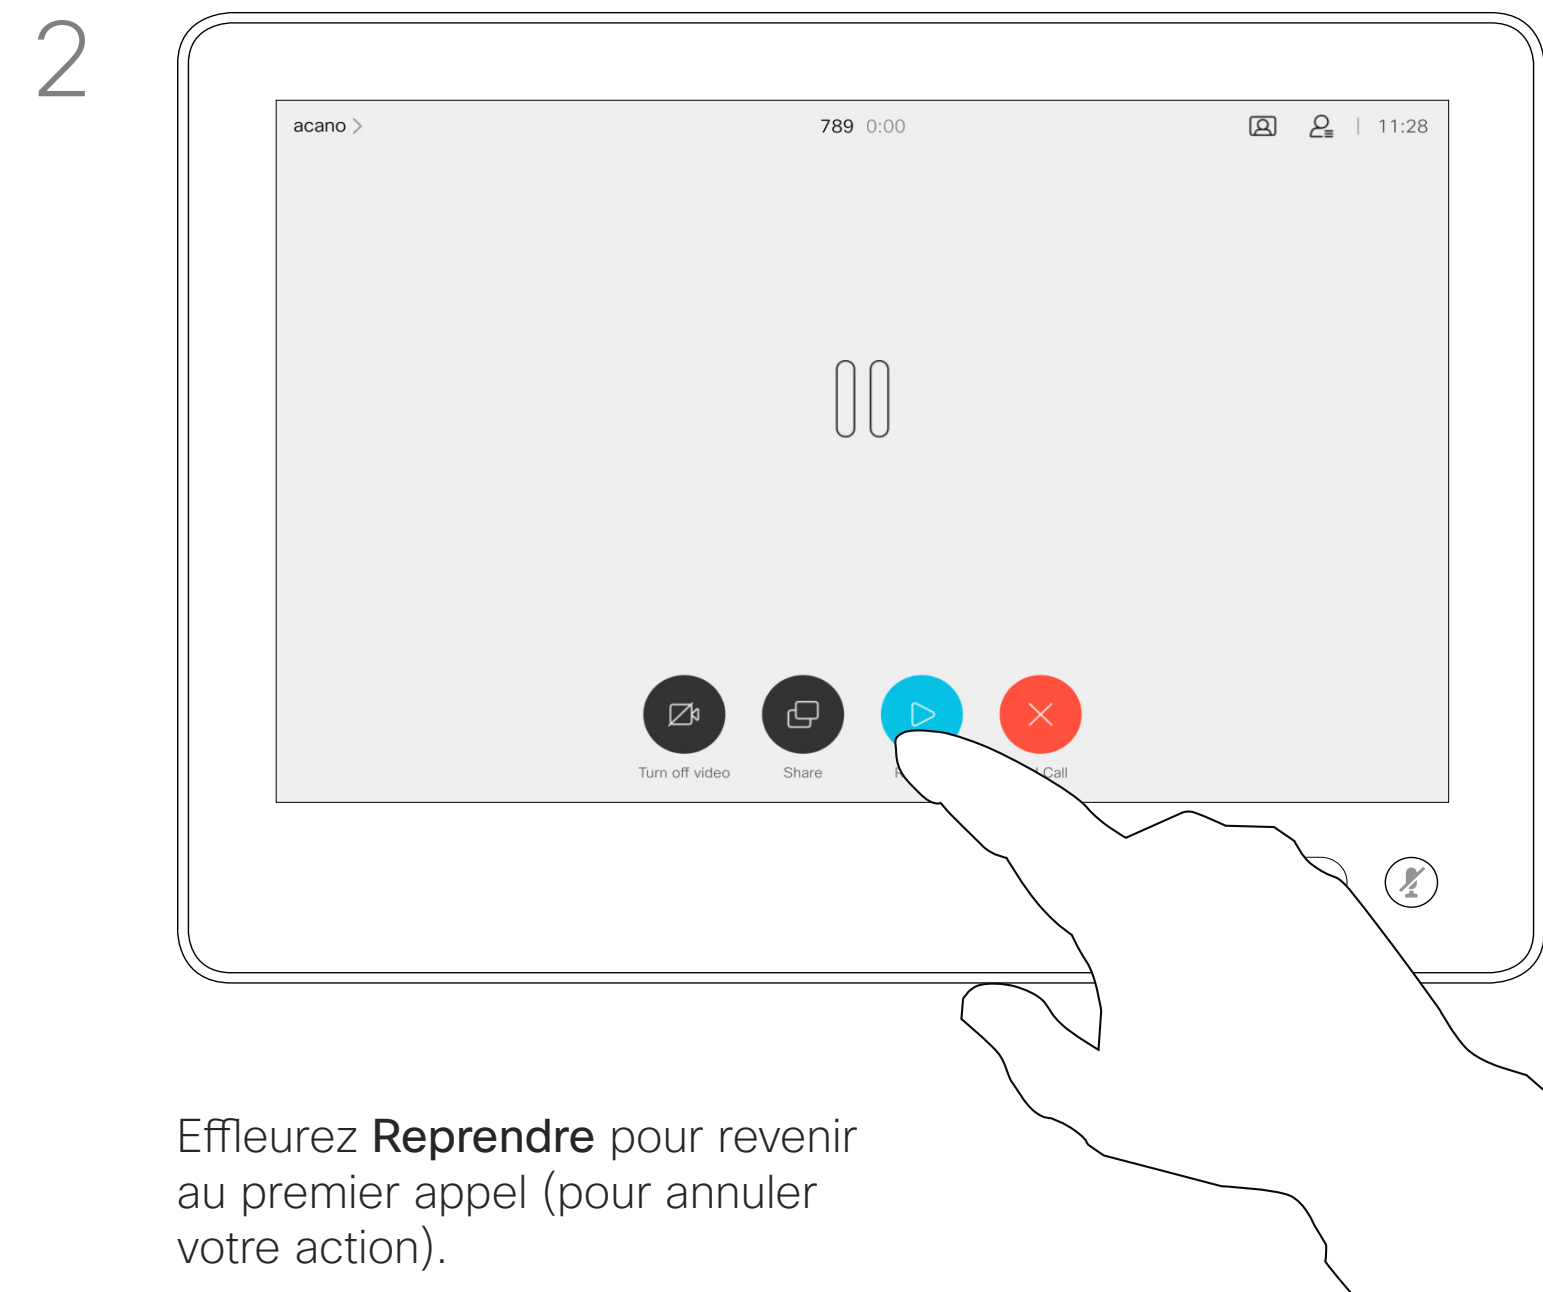 2
acano
789 0:00
11:28
Turn off video
Share
Call
Effleurez Reprendre pour revenir
au premier appel (pour annuler
votre action).